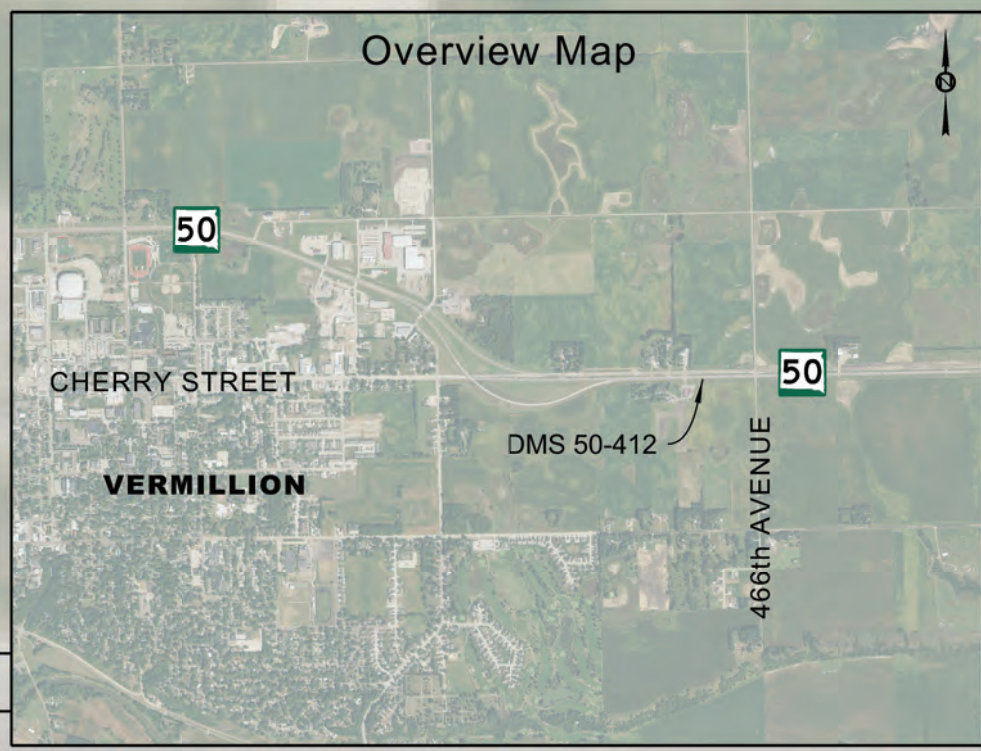 Overview Map
N
50
50
CHERRY STREET
DMS 50-412
VERMILLION
466th AVENUE